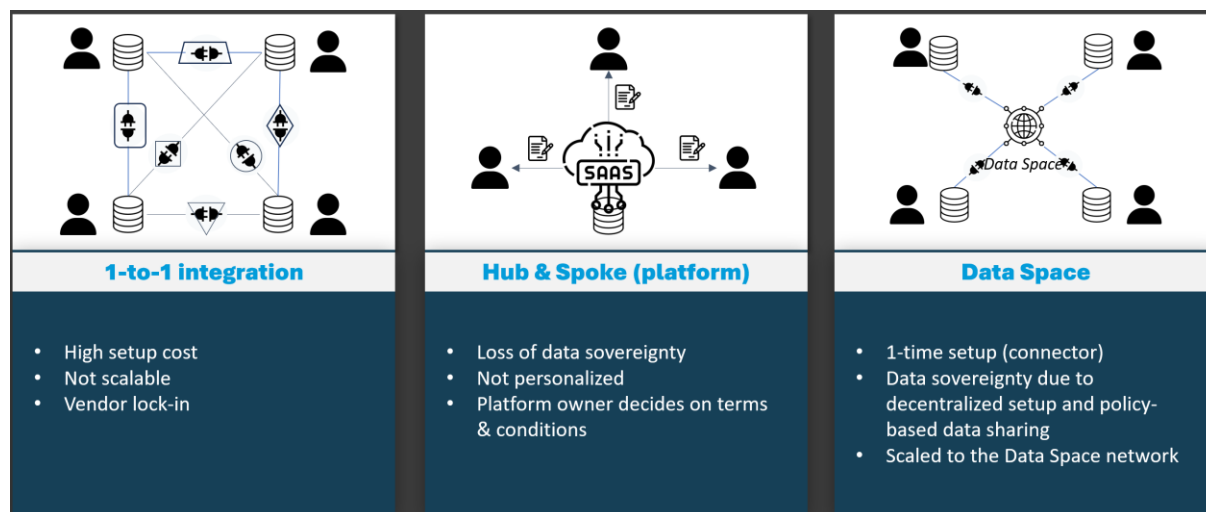 SAAS
Data Space
1-to-1 integration
Hub & Spoke (platform)
Data Space
• High setup cost
• Not scalable
• Vendor lock-in
• Loss of data sovereignty
• Not personalized
• Platform owner decides on terms
& conditions
• 1-time setup (connector)
• Data sovereignty due to
decentralized setup and policy-
based data sharing
• Scaled to the Data Space network